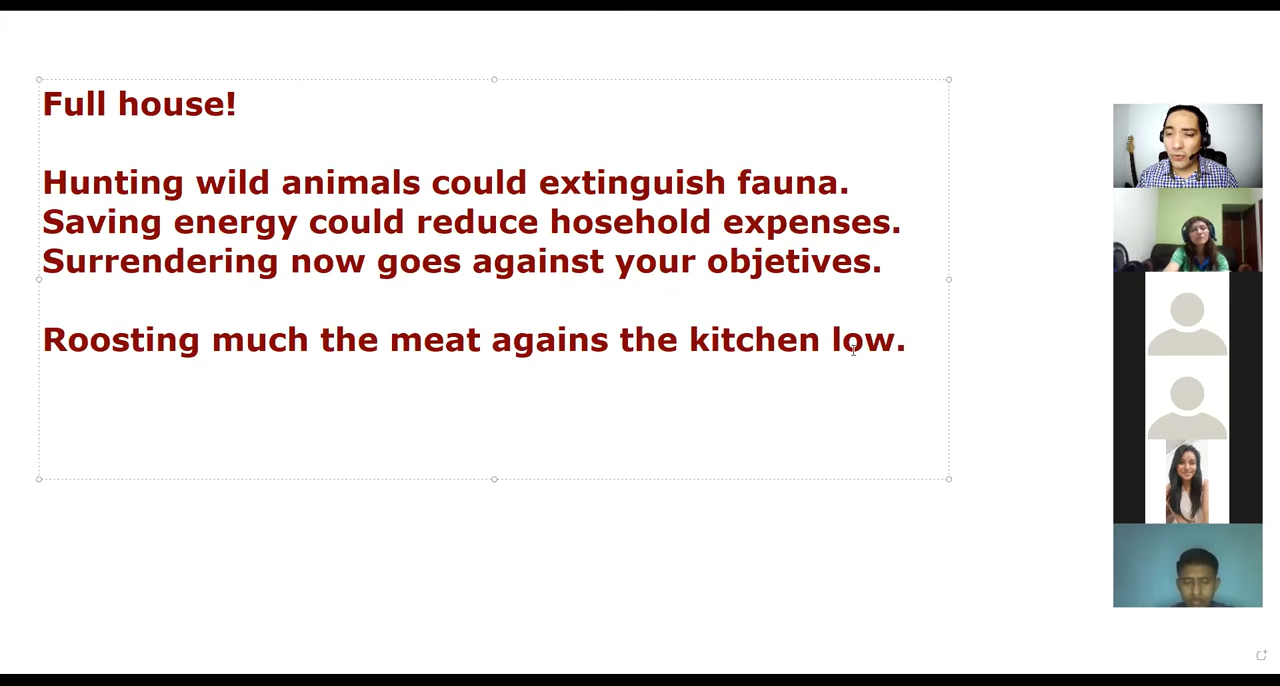 Full house!
Hunting wild animals could extinguish fauna.
Saving energy could reduce hosehold expenses.
Surrendering now goes against your objetives.
Roosting much the meat agains the kitchen low.